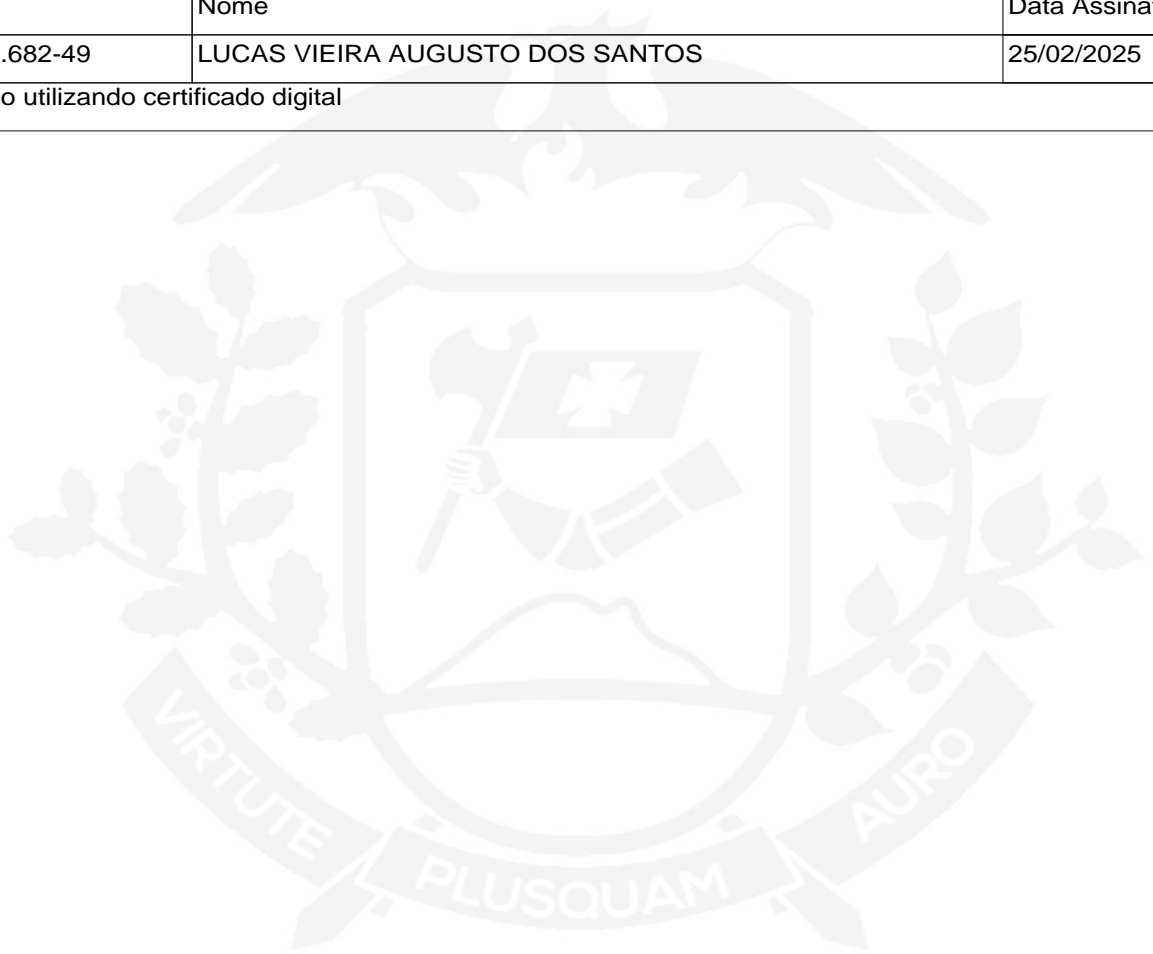 Nome Data Assinat
.682-49 LUCAS VIEIRA AUGUSTO DOS SANTOS 25/02/2025
o utilizando certificado digital
VIRTUTE PLUSQUAM AURO